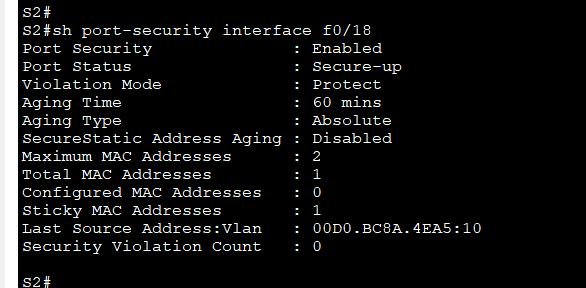 S2#
S2#sh port-security interface f0/18
Port Security : Enabled
Port Status : Secure-up
Violation Mode : Protect
Aging Time : 60 mins
Aging Type : Absolute
SecureStatic Address Aging : Disabled
Maximum MAC Addresses : 2
Total MAC Addresses : 1
Configured MAC Addresses : 0
Sticky MAC Addresses : 1
Last Source Address:Vlan : 00D0.BC8A.4EA5:10
Security Violation Count : 0
S2#